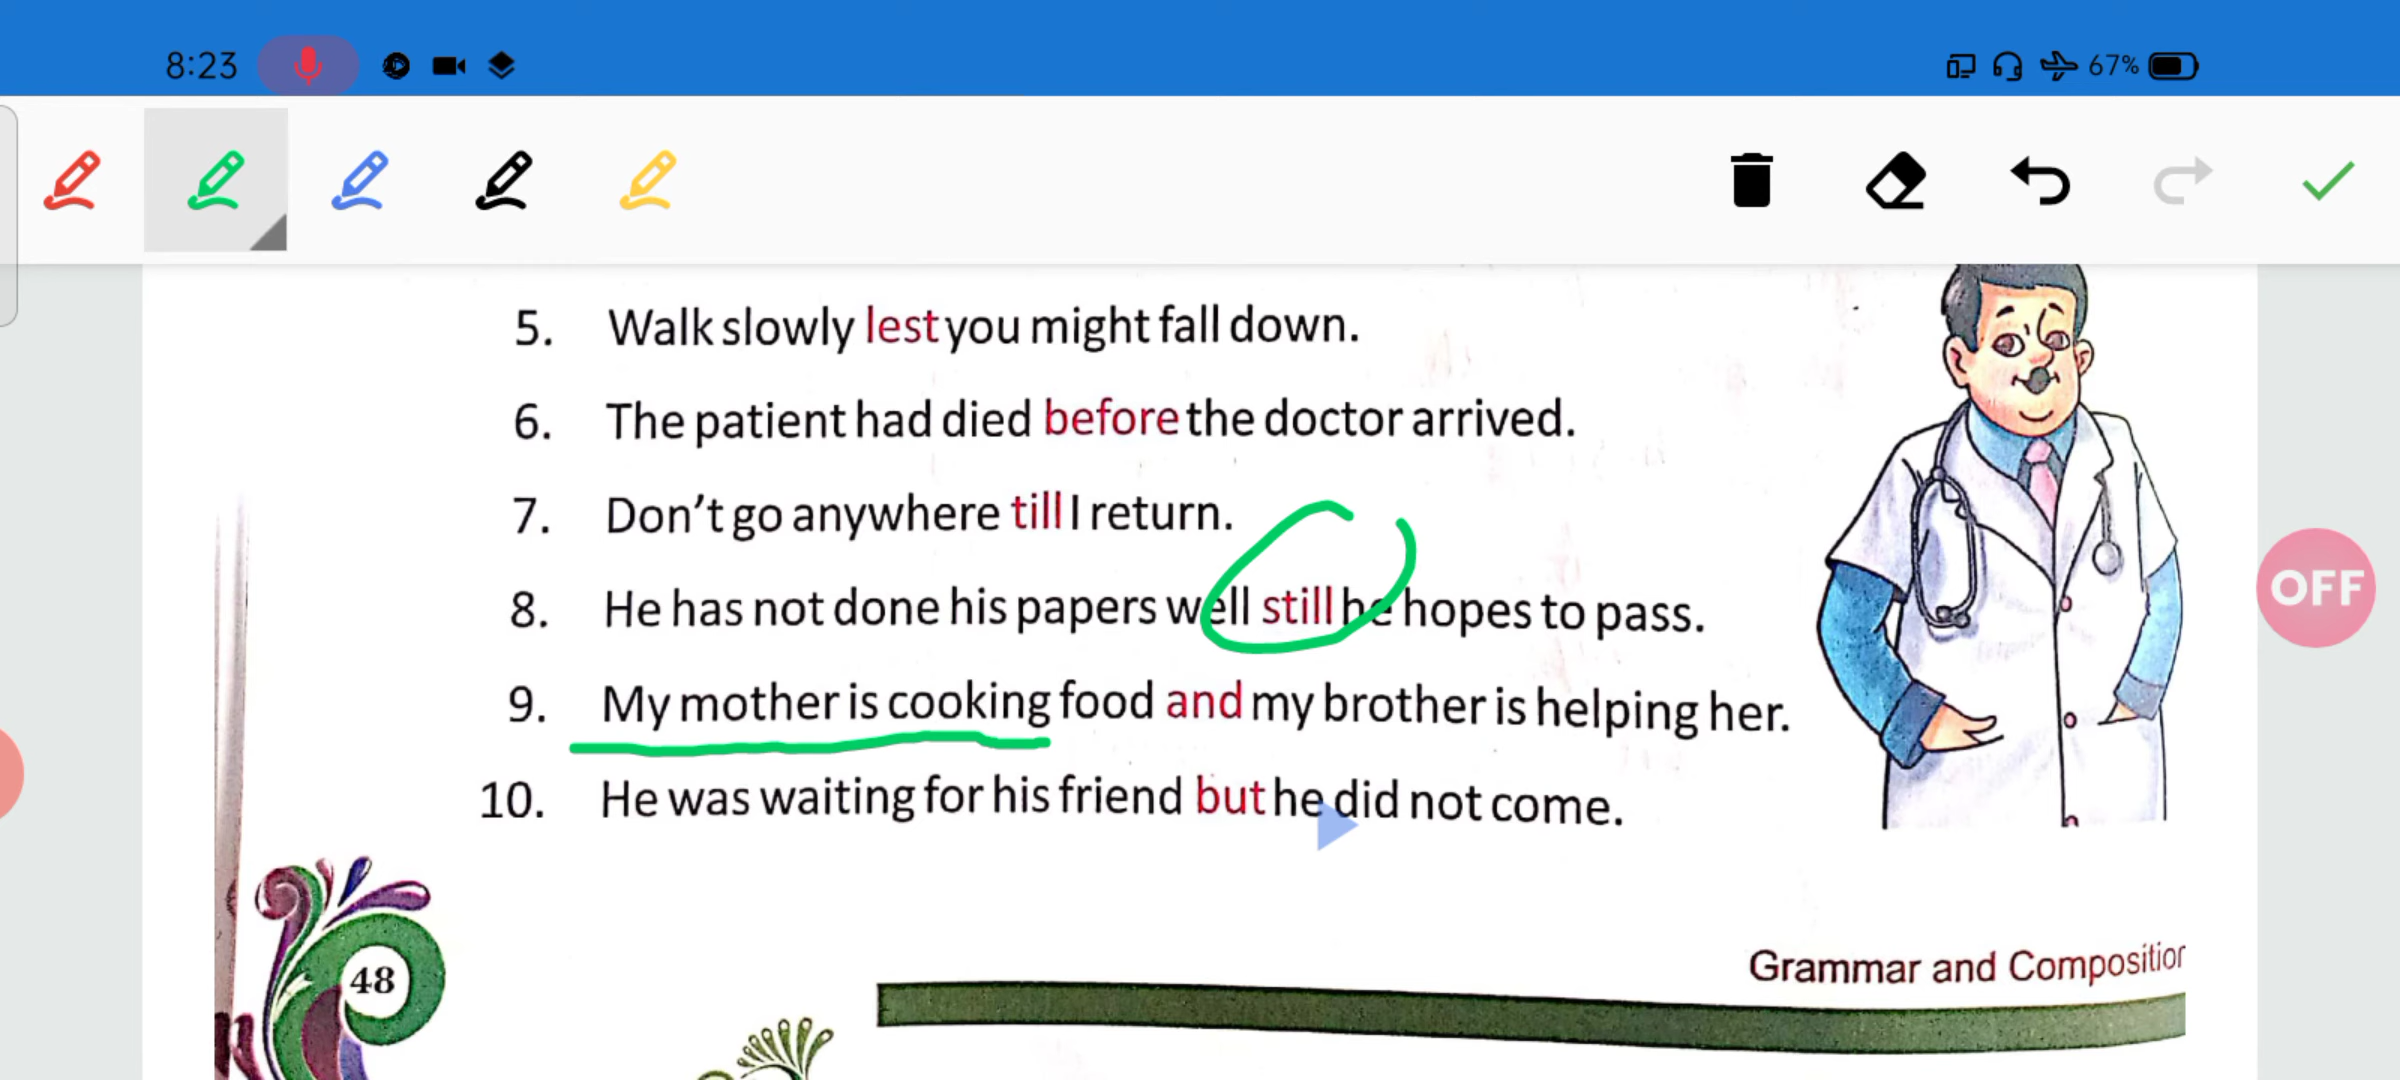 8:23
67%
5. Walk slowly lest you might fall down.
6. The patient had died before the doctor arrived.
7. Don't go anywhere till I return.
OFF
8. He has not done his papers well still he hopes to pass.
9. My mother is cooking food and my brother is helping her.
10. He was waiting for his friend but he did not come.
Grammar and Composition
48